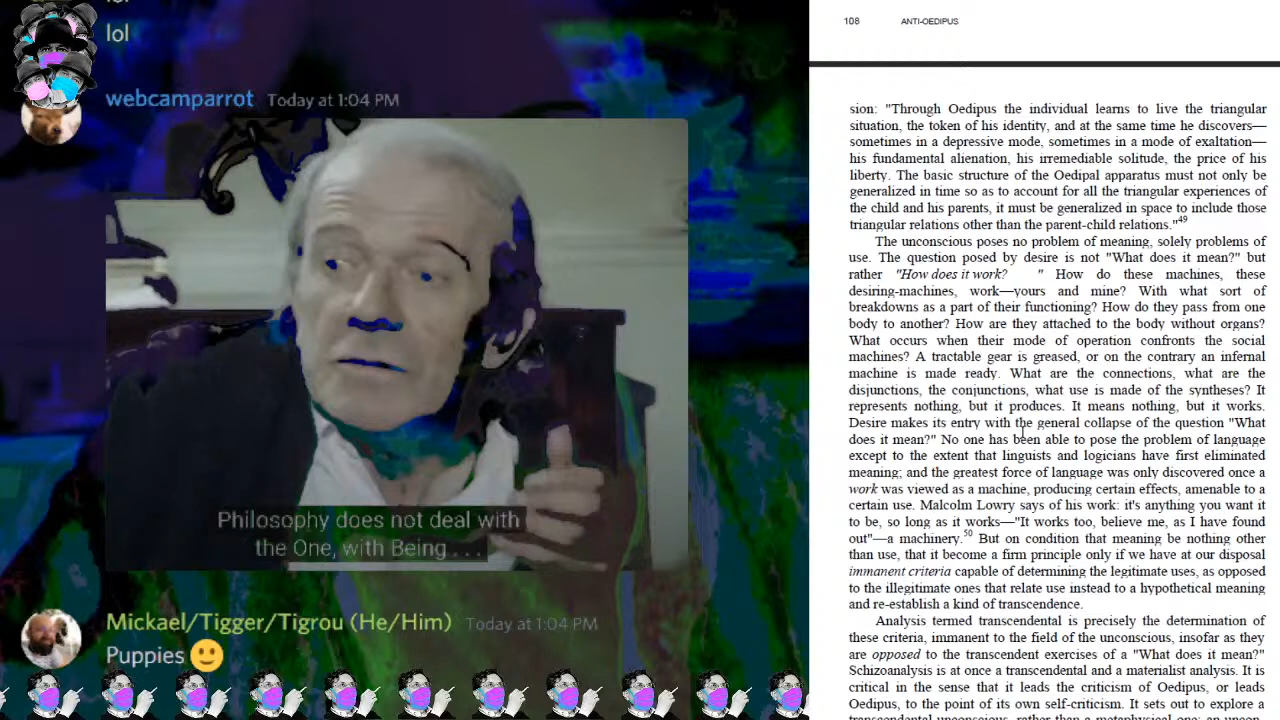 lol
webcamparrot Today at 1:04 PM
Philosophy does not deal with
the One, with Being . . .
Mickael/Tigger/Tigrou (He/Him) Today at 1:04 PM
Puppies
108 ANTI-OEDIPUS
sion: "Through Oedipus the individual learns to live the triangular
situation, the token of his identity, and at the same time he discovers—
sometimes in a depressive mode, sometimes in a mode of exaltation—
his fundamental alienation, his irremediable solitude, the price of his
liberty. The basic structure of the Oedipal apparatus must not only be
generalized in time so as to account for all the triangular experiences of
the child and his parents, it must be generalized in space to include those
triangular relations other than the parent-child relations."49
The unconscious poses no problem of meaning, solely problems of
use. The question posed by desire is not "What does it mean?" but
rather "How does it work? " How do these machines, these
desiring-machines, work—yours and mine? With what sort of
breakdowns as a part of their functioning? How do they pass from one
body to another? How are they attached to the body without organs?
What occurs when their mode of operation confronts the social
machines? A tractable gear is greased, or on the contrary an infernal
machine is made ready. What are the connections, what are the
disjunctions, the conjunctions, what use is made of the syntheses? It
represents nothing, but it produces. It means nothing, but it works.
Desire makes its entry with the general collapse of the question "What
does it mean?" No one has been able to pose the problem of language
except to the extent that linguists and logicians have first eliminated
meaning; and the greatest force of language was only discovered once a
work was viewed as a machine, producing certain effects, amenable to a
certain use. Malcolm Lowry says of his work: it's anything you want it
to be, so long as it works—"It works too, believe me, as I have found
out"—a machinery.50 But on condition that meaning be nothing other
than use, that it become a firm principle only if we have at our disposal
immanent criteria capable of determining the legitimate uses, as opposed
to the illegitimate ones that relate use instead to a hypothetical meaning
and re-establish a kind of transcendence.
Analysis termed transcendental is precisely the determination of
these criteria, immanent to the field of the unconscious, insofar as they
are opposed to the transcendent exercises of a "What does it mean?"
Schizoanalysis is at once a transcendental and a materialist analysis. It is
critical in the sense that it leads the criticism of Oedipus, or leads
Oedipus, to the point of its own self-criticism. It sets out to explore a
transcendental unconscious, rather than a metaphysical one; an uncon-